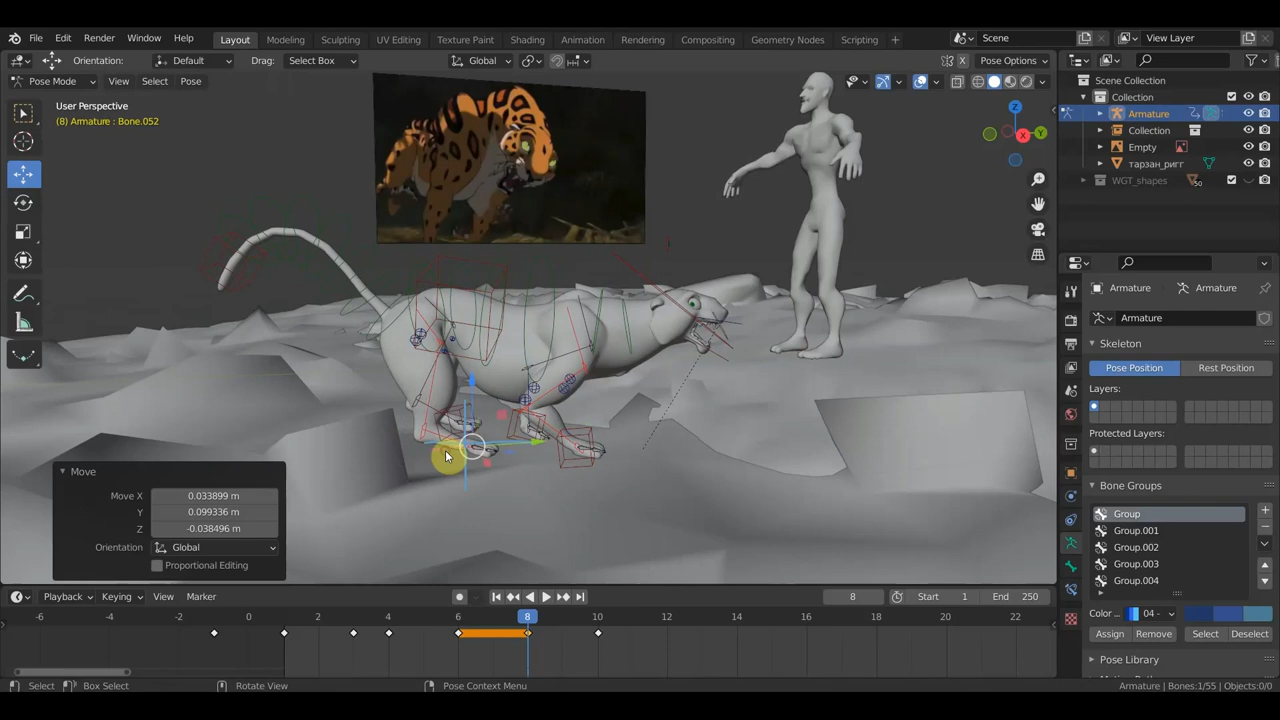 File Edit Render Window Help Layout Modeling Sculpting UV Editing Texture Paint Shading Animation Rendering Compositing Geometry Nodes Scripting + Scene View Layer
Orientation: Default Drag: Select Box Global Pose Options
Pose Mode View Select Pose
User Perspective
(8) Armature : Bone.052
Z
X
Y
Scene Collection
Collection
Armature
Collection
Empty
тарзан_ригг
WGT_shapes
50
Armature Armature
Armature
Skeleton
Pose Position Rest Position
Layers:
Protected Layers:
Bone Groups
Group
Group.001
Group.002
Group.003
Group.004
Color ... 04 -
Assign Remove Select Deselect
Pose Library
Move
Move X 0.033899 m
Y 0.099336 m
Z -0.038496 m
Orientation Global
Proportional Editing
Playback Keying View Marker 8 Start 1 End 250
-6 -4 -2 0 2 4 6 8 10 12 14 16 18 20 22
Select Box Select Rotate View Pose Context Menu Armature | Bones:1/55 | Objects:0/0